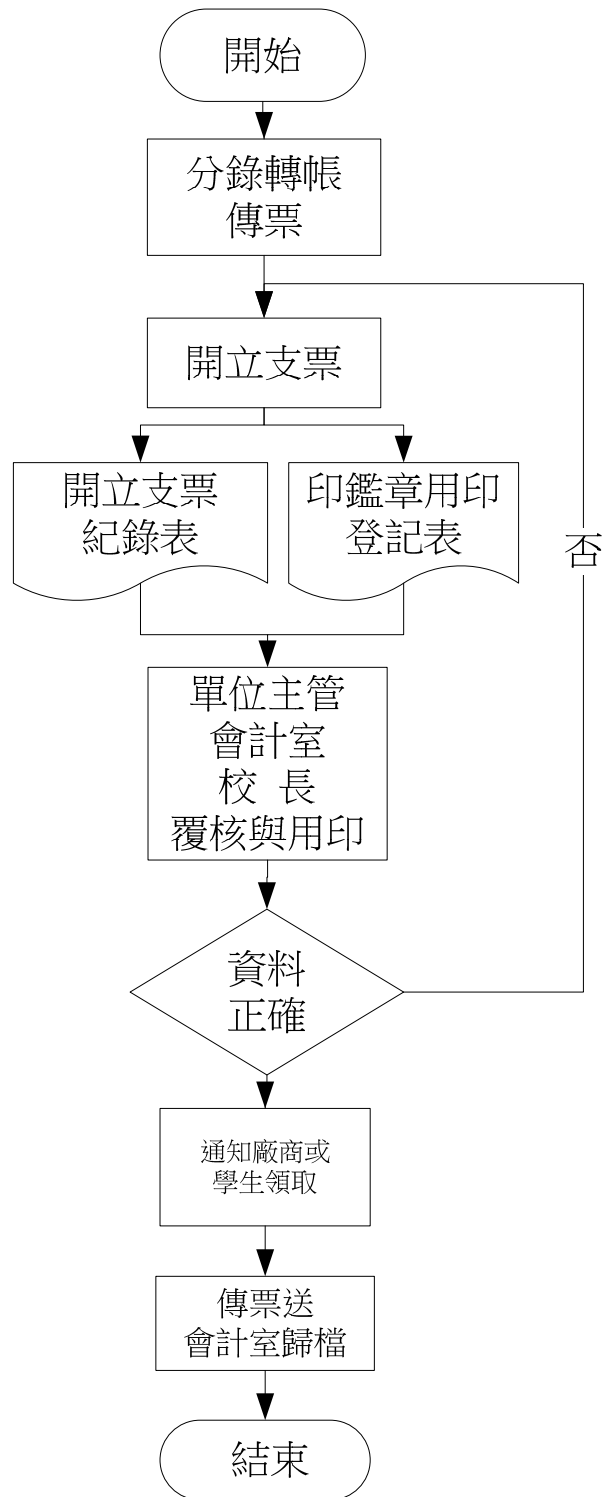 開始
分錄轉帳
傳票
開立支票
開立支票
紀錄表
印鑑章用印
登記表
否
單位主管
會計室
校 長
覆核與用印
資料
正確
通知廠商或
學生領取
傳票送
會計室歸檔
結束